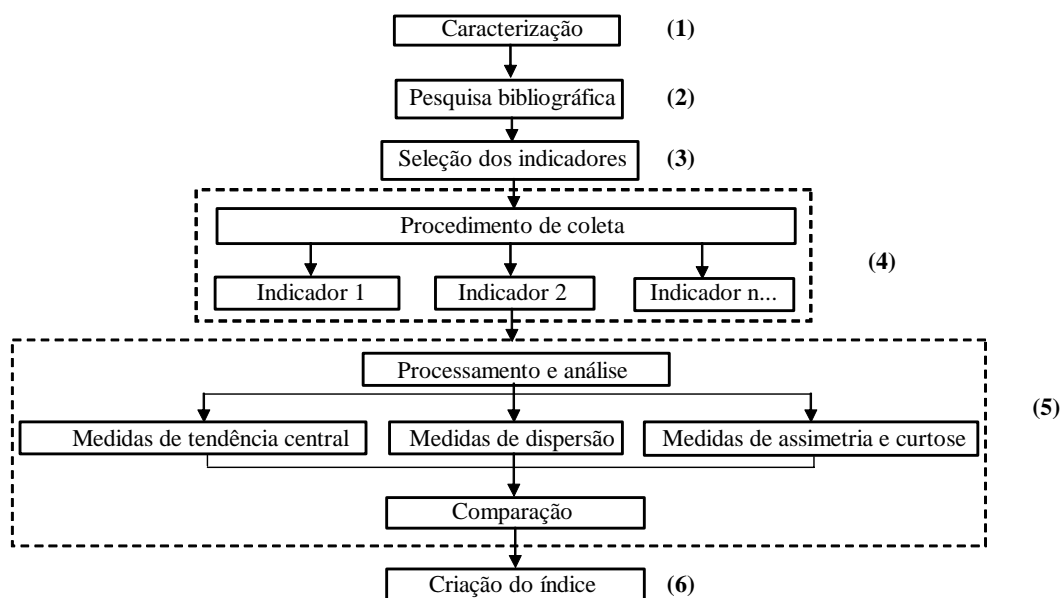 Caracterização (1)
Pesquisa bibliográfica (2)
Seleção dos indicadores (3)
Procedimento de coleta
(4)
Indicador 1 Indicador 2 Indicador n...
Processamento e análise
(5)
Medidas de tendência central Medidas de dispersão Medidas de assimetria e curtose
Comparação
Criação do índice (6)